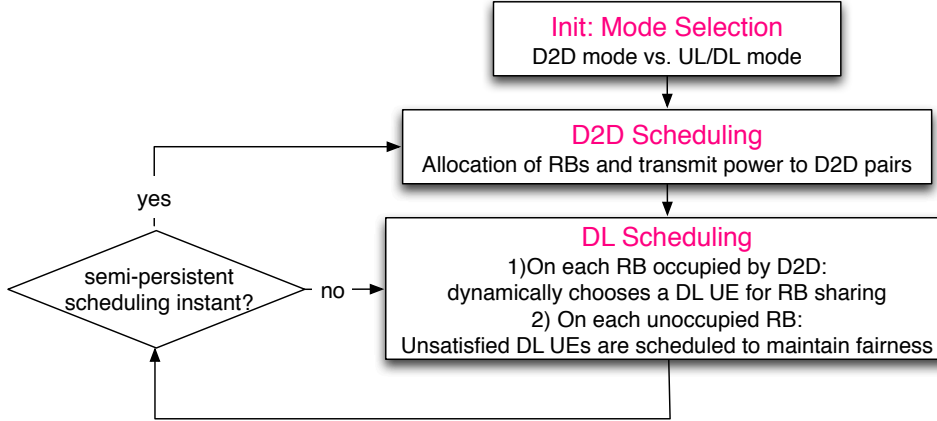 Init: Mode Selection
D2D mode vs. UL/DL mode
D2D Scheduling
Allocation of RBs and transmit power to D2D pairs
yes
DL Scheduling
1)On each RB occupied by D2D:
dynamically chooses a DL UE for RB sharing
2) On each unoccupied RB:
Unsatisfied DL UEs are scheduled to maintain fairness
semi-persistent
scheduling instant?
no